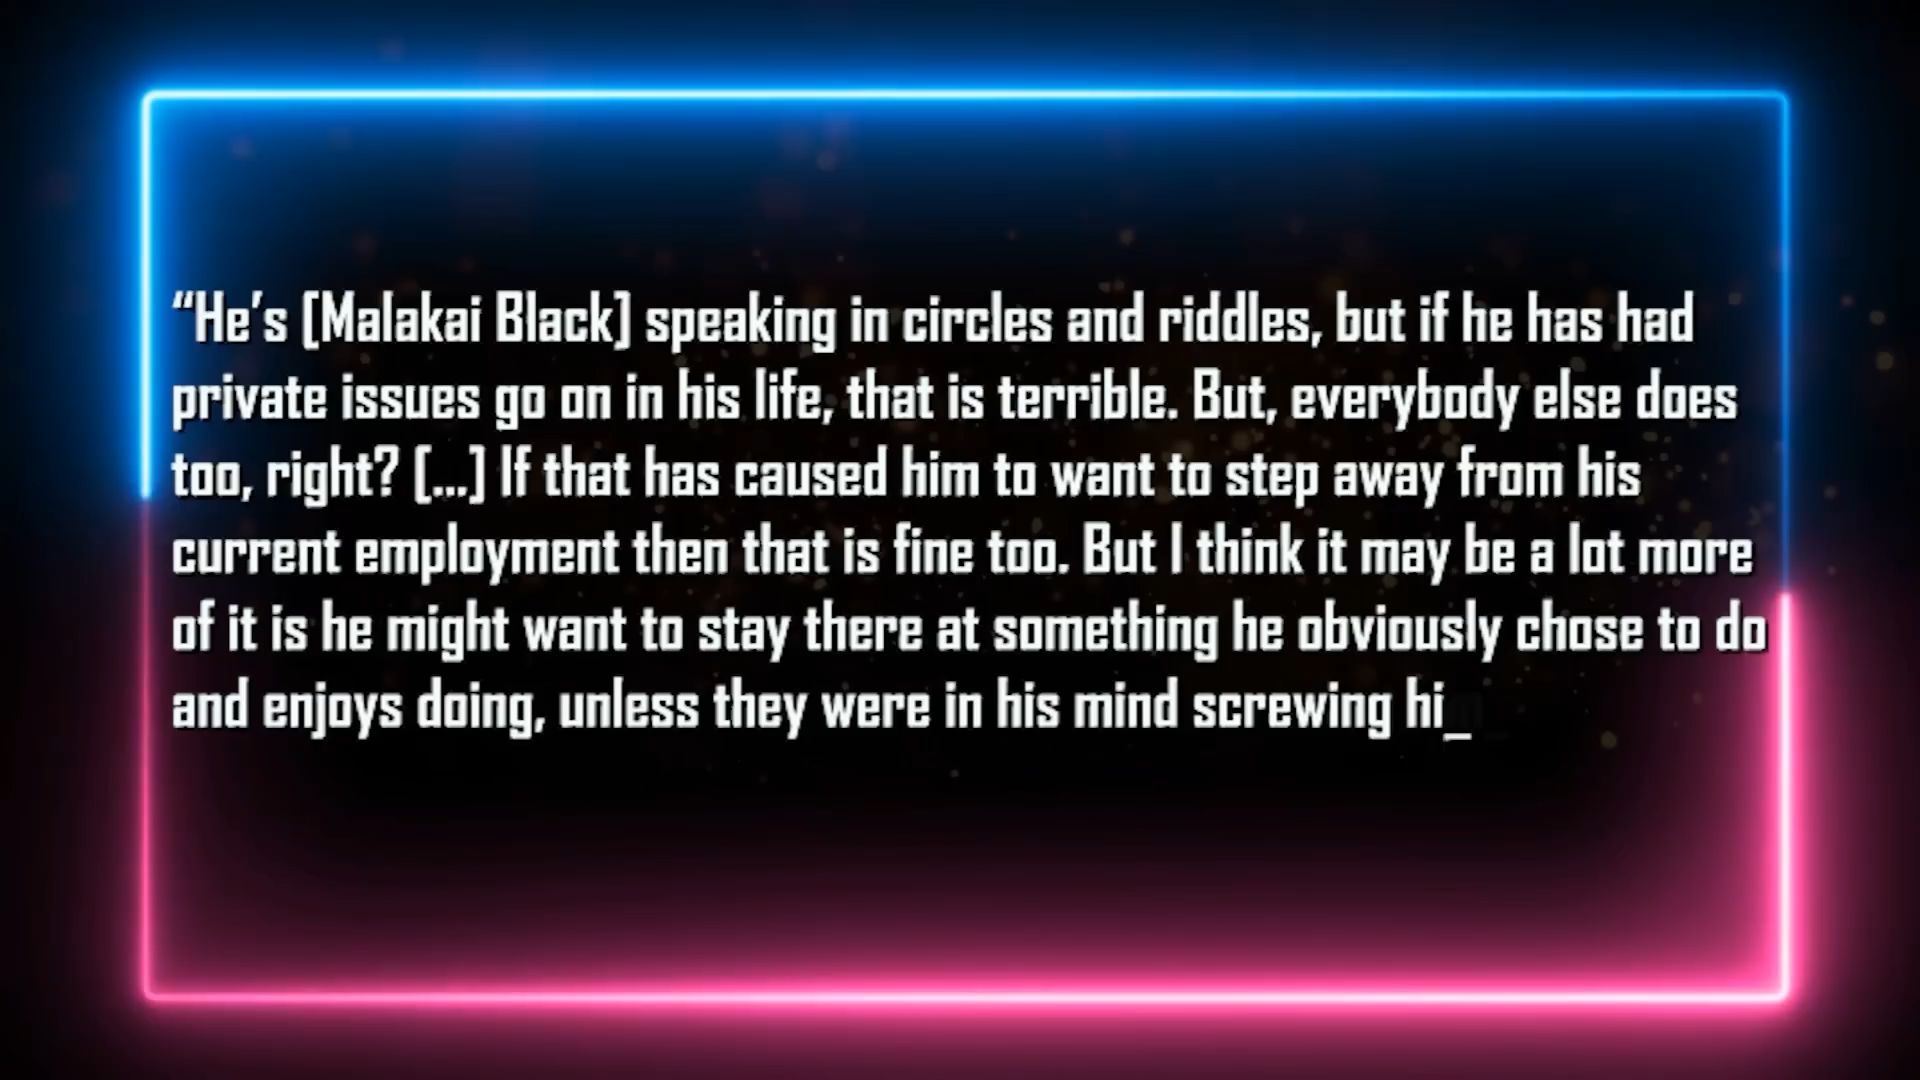 “He’s [Malakai Black] speaking in circles and riddles, but if he has had
private issues go on in his life, that is terrible. But, everybody else does
too, right? [...] If that has caused him to want to step away from his
current employment then that is fine too. But I think it may be a lot more
of it is he might want to stay there at something he obviously chose to do
and enjoys doing, unless they were in his mind screwing hi_